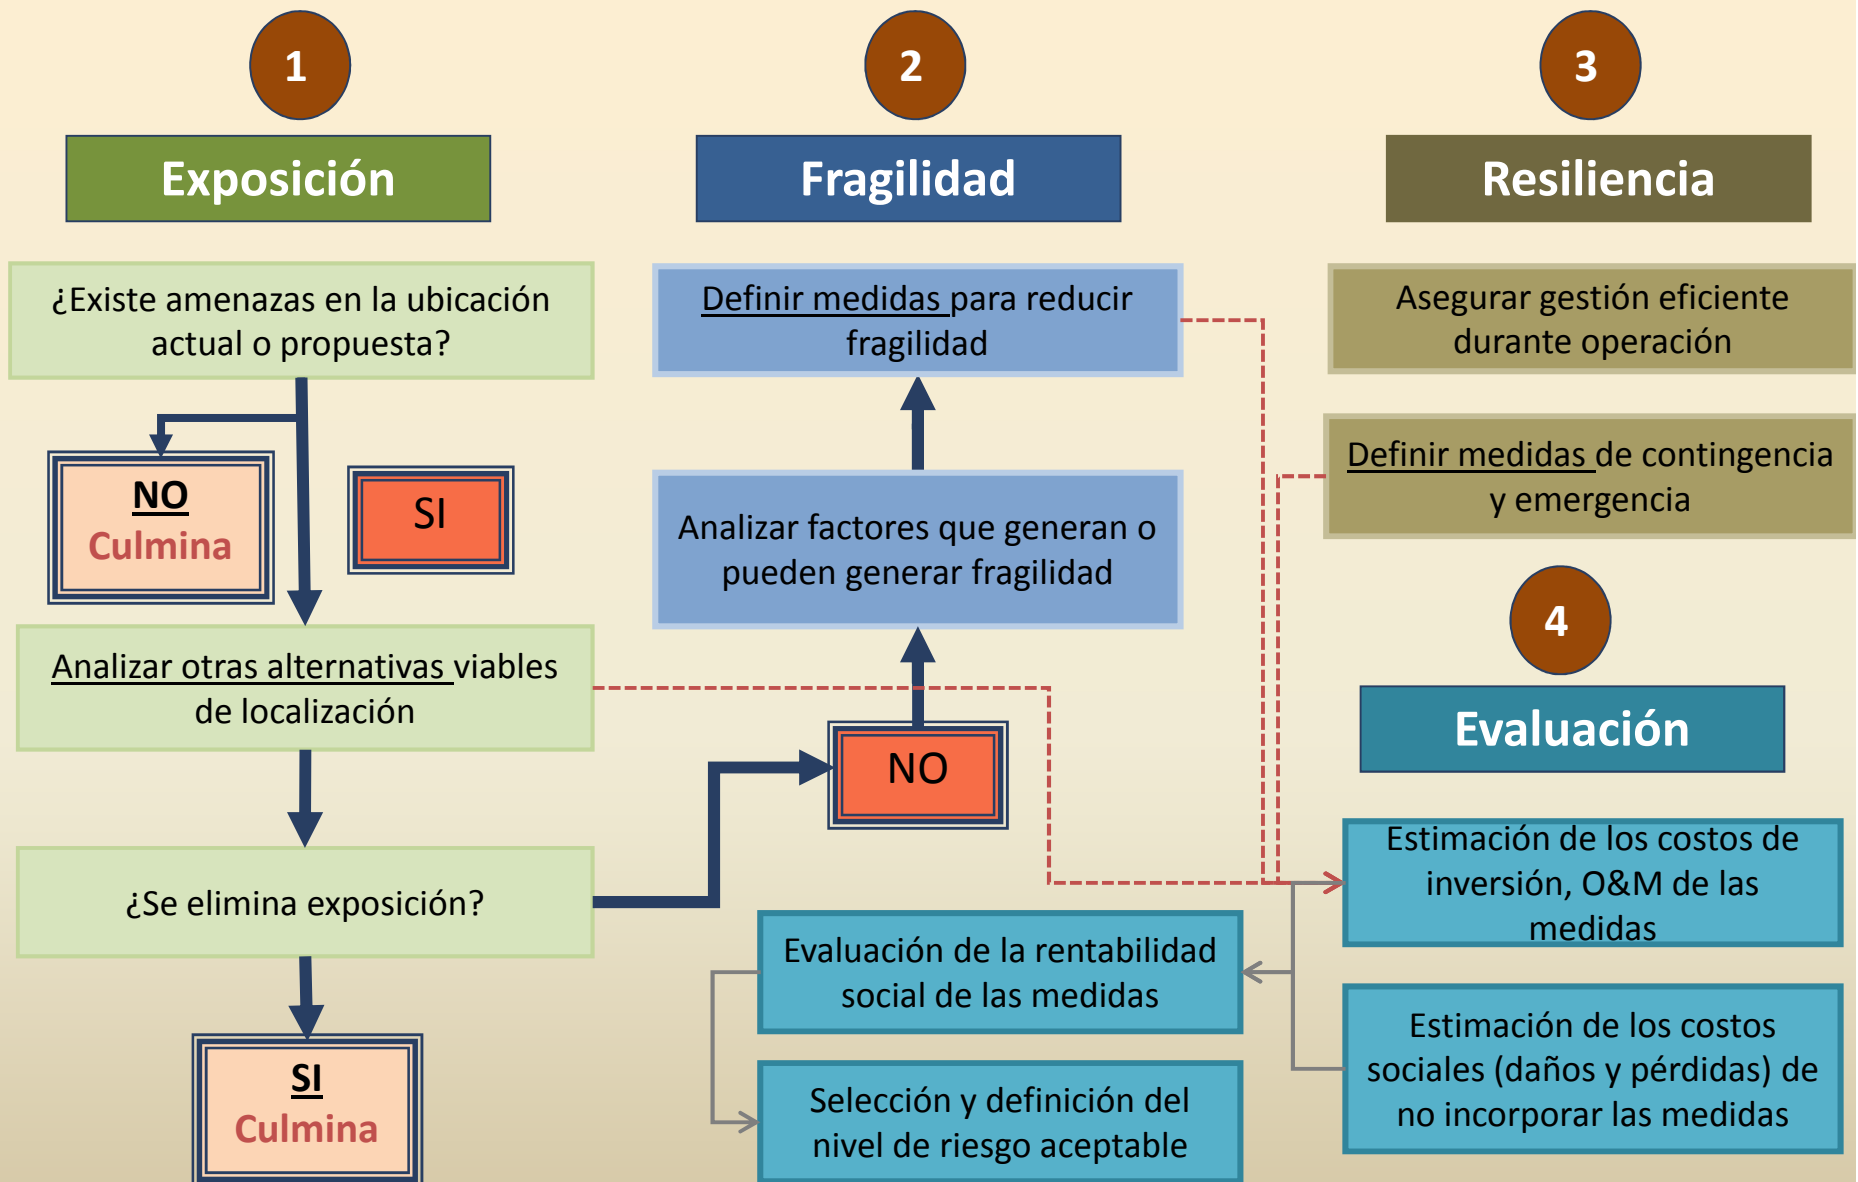 1
Exposición
¿Existe amenazas en la ubicación
actual o propuesta?
NO
Culmina
SI
Analizar otras alternativas viables
de localización
¿Se elimina exposición?
SI
Culmina
2
Fragilidad
Definir medidas para reducir
fragilidad
Analizar factores que generan o
pueden generar fragilidad
NO
3
Resiliencia
Asegurar gestión eficiente
durante operación
Definir medidas de contingencia
y emergencia
4
Evaluación
Estimación de los costos de
inversión, O&M de las
medidas
Estimación de los costos
sociales (daños y pérdidas) de
no incorporar las medidas
Evaluación de la rentabilidad
social de las medidas
Selección y definición del
nivel de riesgo aceptable